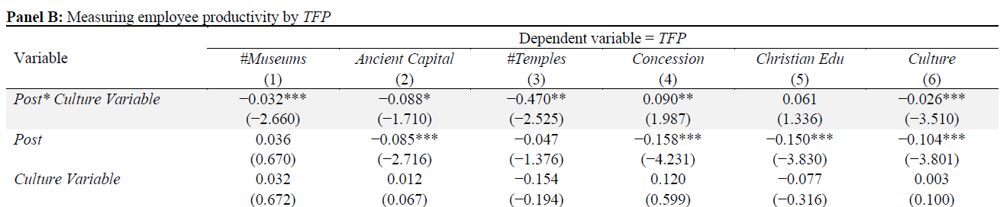 Panel B: Measuring employee productivity by TFP
Dependent variable = TFP
Variable #Museums Ancient Capital #Temples Concession Christian Edu Culture
(1) (2) (3) (4) (5) (6)
Post* Culture Variable −0.032*** −0.088* −0.470** 0.090** 0.061 −0.026***
(−2.660) (−1.710) (−2.525) (1.987) (1.336) (−3.510)
Post 0.036 −0.085*** −0.047 −0.158*** −0.150*** −0.104***
(0.670) (−2.716) (−1.376) (−4.231) (−3.830) (−3.801)
Culture Variable 0.032 0.012 −0.154 0.120 −0.077 0.003
(0.672) (0.067) (−0.194) (0.599) (−0.316) (0.100)